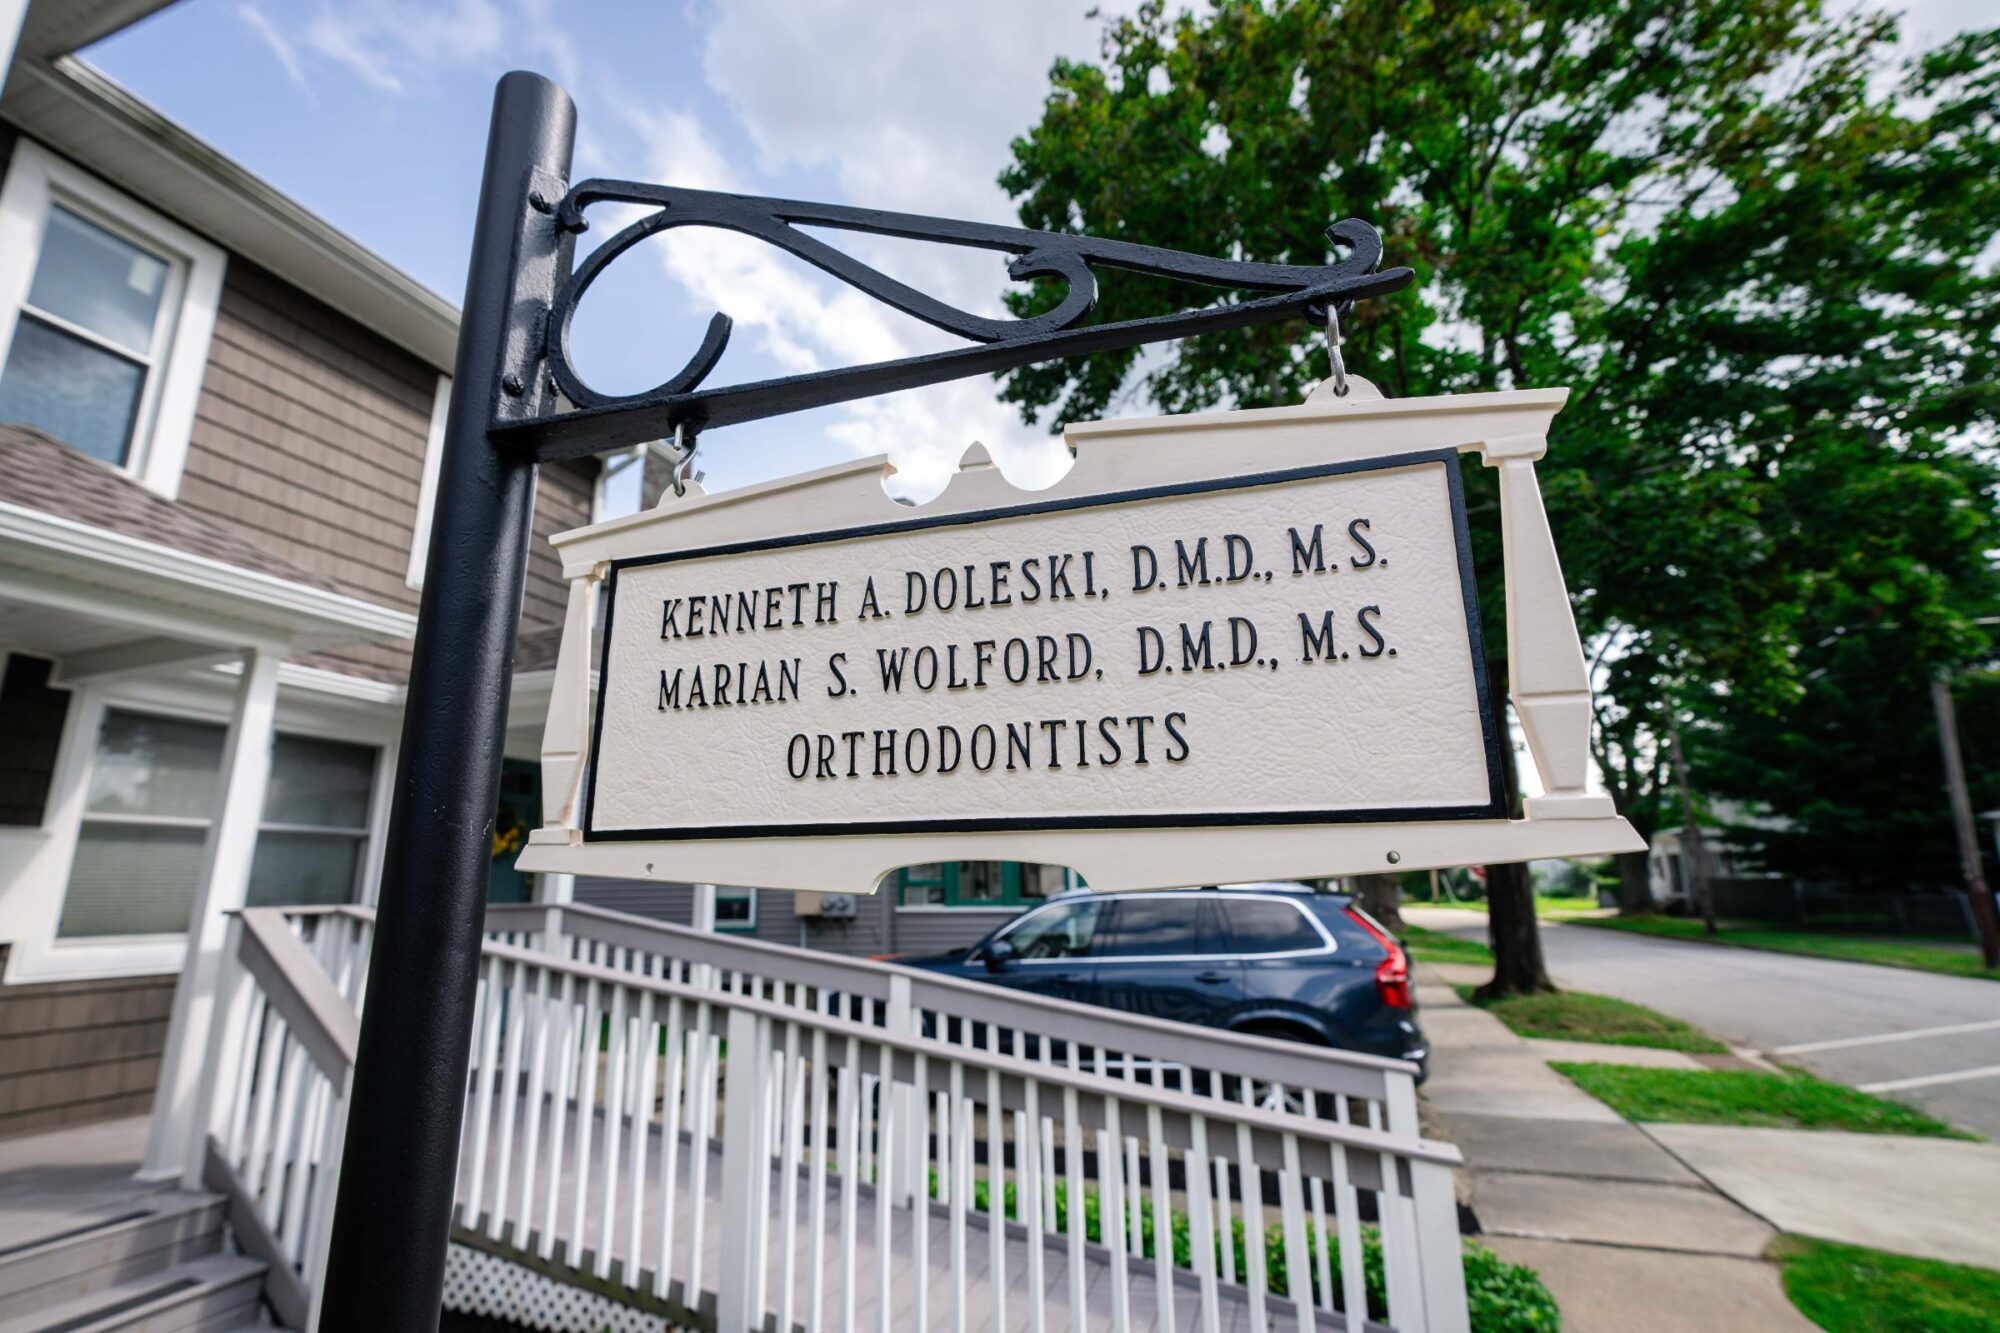 KENNETH A. DOLESKI, D.M.D., M.S.
MARIAN S. WOLFORD, D.M.D., M.S.
ORTHODONTISTS